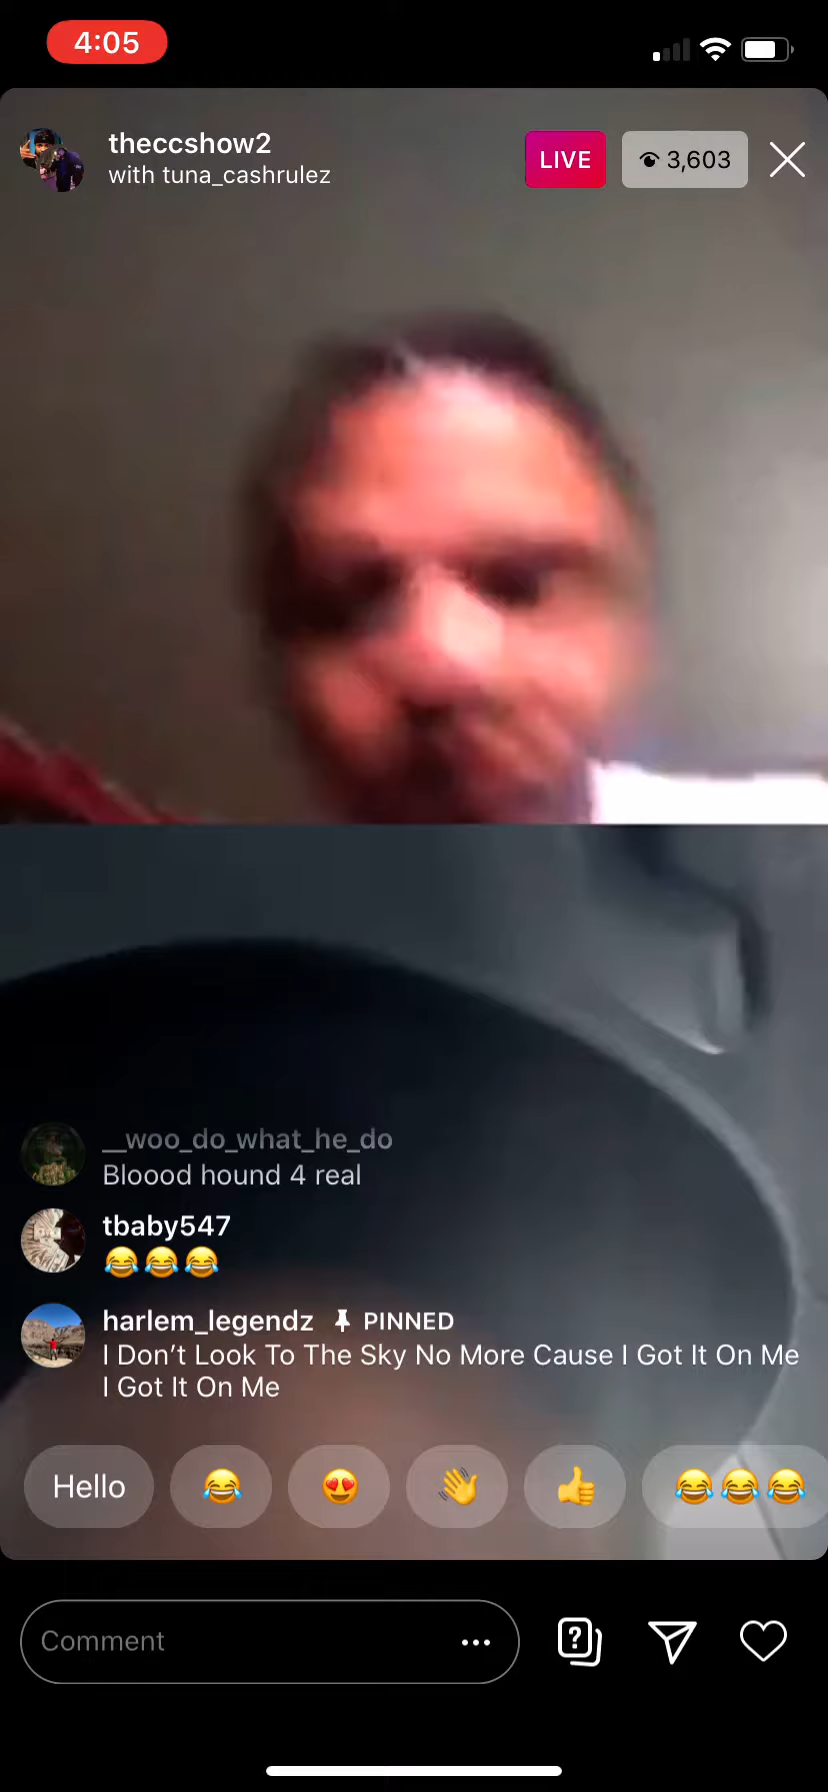 4:05
theccshow2
with tuna_cashrulez
LIVE
3,603
__woo_do_what_he_do
Bloood hound 4 real
tbaby547
😂😂😂
harlem_legendz PINNED
I Don’t Look To The Sky No More Cause I Got It On Me
I Got It On Me
Hello 😂 😍 👋 👍 😂😂😂
Comment